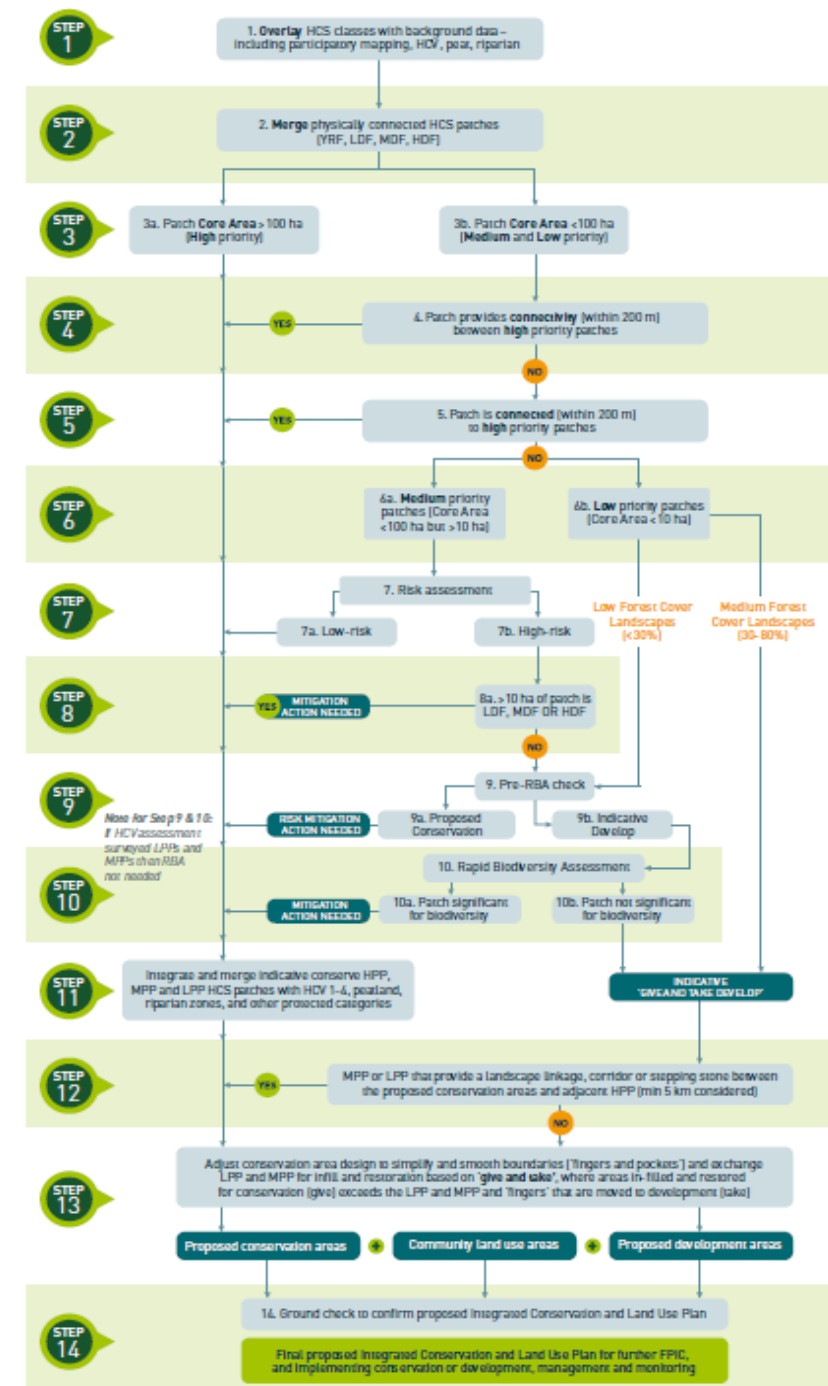 STEP
1
1. Overlay HCS classes with background data–
including participatory mapping, HCV, peat, riparian
STEP
2
2. Merge physically connected HCS patches
(YRF, LDF, MDF, HDF)
STEP
3
3a. Patch Core Area >100 ha
(High priority)
3b. Patch Core Area <100 ha
(Medium and Low priority)
STEP
4
YES
4. Patch provides connectivity (within 200 m)
between high priority patches
NO
STEP
5
YES
5. Patch is connected (within 200 m)
to high priority patches
NO
STEP
6
6a. Medium priority
patches (Core Area
<100 ha but >10 ha)
6b. Low priority patches
(Core Area <10 ha)
STEP
7
7. Risk assessment
7a. Low-risk
7b. High-risk
Low Forest Cover
Landscapes
(<30%)
Medium Forest
Cover Landscapes
(30-80%)
STEP
8
YES
MITIGATION
ACTION NEEDED
8a. >10 ha of patch is
LDF, MDF OR HDF
NO
STEP
9
9. Pre-RBA check
Note for Step 9 & 10:
If HCV assessment
surveyed LPPs and
MPPs then RBA
not needed
RISK MITIGATION
ACTION NEEDED
9a. Proposed
Conservation
9b. Indicative
Develop
STEP
10
10. Rapid Biodiversity Assessment
MITIGATION
ACTION NEEDED
10a. Patch significant
for biodiversity
10b. Patch not significant
for biodiversity
STEP
11
Integrate and merge indicative conserve HPP,
MPP and LPP HCS patches with HCV 1-4, peatland,
riparian zones, and other protected categories
INDICATIVE
'GIVE AND TAKE DEVELOP'
STEP
12
YES
MPP or LPP that provide a landscape linkage, corridor or stepping stone between
the proposed conservation areas and adjacent HPP (min 5 km considered)
NO
STEP
13
Adjust conservation area design to simplify and smooth boundaries ('fingers and pockets') and exchange
LPP and MPP for infill and restoration based on 'give and take', where areas in-filled and restored
for conservation (give) exceeds the LPP and MPP and 'fingers' that are moved to development (take)
Proposed conservation areas + Community land use areas + Proposed development areas
STEP
14
14. Ground check to confirm proposed Integrated Conservation and Land Use Plan
Final proposed Integrated Conservation and Land Use Plan for further FPIC,
and implementing conservation or development, management and monitoring